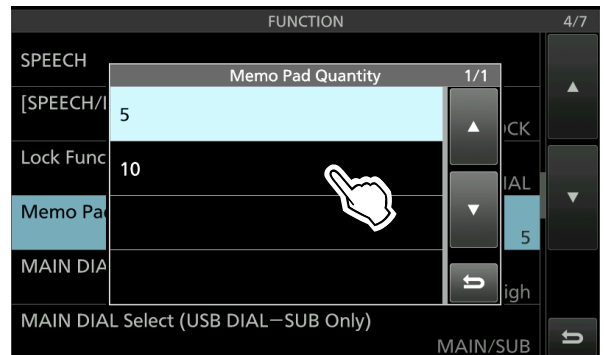 FUNCTION 4/7
SPEECH
Memo Pad Quantity 1/1
[SPEECH/
5
CK
Lock Func
10
IAL
Memo Pa
5
MAIN DIA
igh
MAIN DIAL Select (USB DIAL−SUB Only)
MAIN/SUB